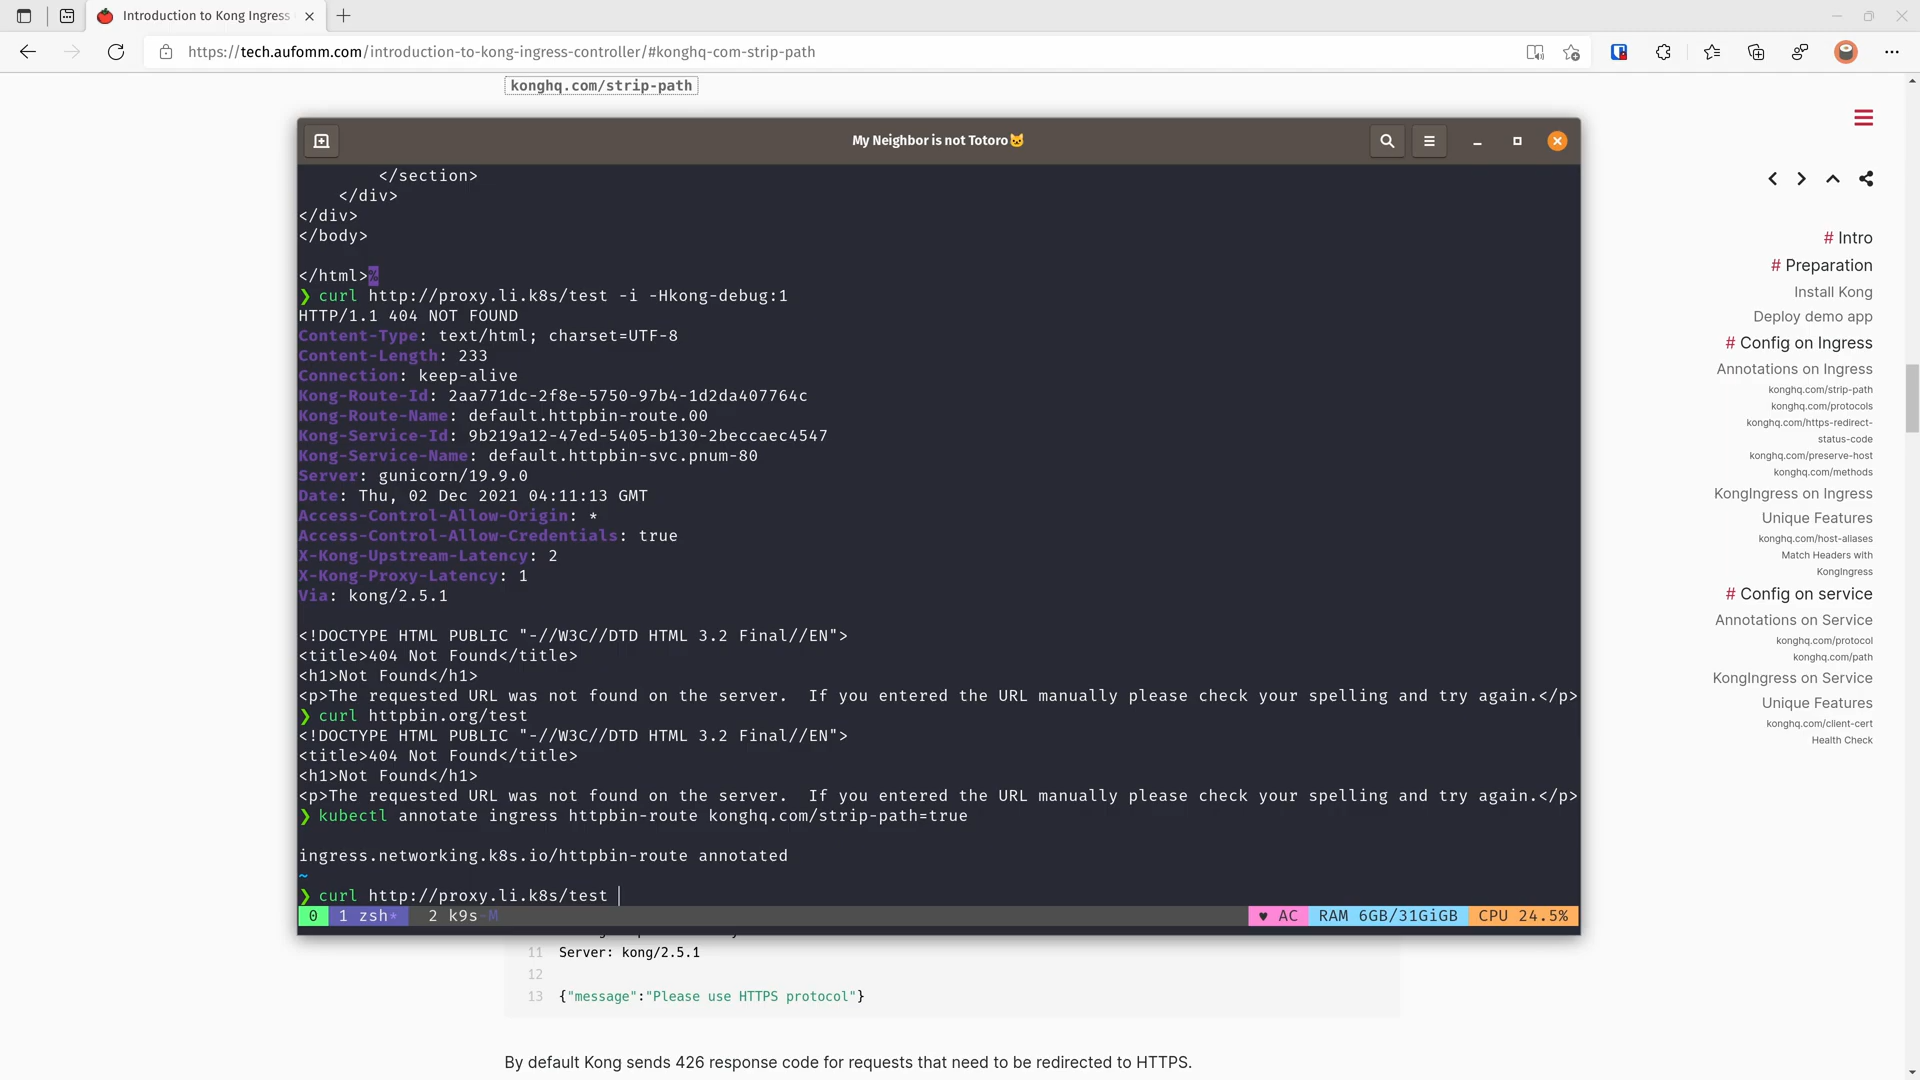 Introduction to Kong Ingress
https://tech.aufomm.com/introduction-to-kong-ingress-controller/#konghq-com-strip-path
konghq.com/strip-path
My Neighbor is not Totoro🐱
</section>
</div>
</div>
</body>
</html>%
❯ curl http://proxy.li.k8s/test -i -Hkong-debug:1
HTTP/1.1 404 NOT FOUND
Content-Type: text/html; charset=UTF-8
Content-Length: 233
Connection: keep-alive
Kong-Route-Id: 2aa771dc-2f8e-5750-97b4-1d2da407764c
Kong-Route-Name: default.httpbin-route.00
Kong-Service-Id: 9b219a12-47ed-5405-b130-2beccaec4547
Kong-Service-Name: default.httpbin-svc.pnum-80
Server: gunicorn/19.9.0
Date: Thu, 02 Dec 2021 04:11:13 GMT
Access-Control-Allow-Origin: *
Access-Control-Allow-Credentials: true
X-Kong-Upstream-Latency: 2
X-Kong-Proxy-Latency: 1
Via: kong/2.5.1
<!DOCTYPE HTML PUBLIC "-//W3C//DTD HTML 3.2 Final//EN">
<title>404 Not Found</title>
<h1>Not Found</h1>
<p>The requested URL was not found on the server.  If you entered the URL manually please check your spelling and try again.</p>
❯ curl httpbin.org/test
<!DOCTYPE HTML PUBLIC "-//W3C//DTD HTML 3.2 Final//EN">
<title>404 Not Found</title>
<h1>Not Found</h1>
<p>The requested URL was not found on the server.  If you entered the URL manually please check your spelling and try again.</p>
❯ kubectl annotate ingress httpbin-route konghq.com/strip-path=true
ingress.networking.k8s.io/httpbin-route annotated
~
❯ curl http://proxy.li.k8s/test
0 1 zsh* 2 k9s-M ♥ AC RAM 6GB/31GiGB CPU 24.5%
11 Server: kong/2.5.1
12
13 {"message":"Please use HTTPS protocol"}
By default Kong sends 426 response code for requests that need to be redirected to HTTPS.
# Intro
# Preparation
Install Kong
Deploy demo app
# Config on Ingress
Annotations on Ingress
konghq.com/strip-path
konghq.com/protocols
konghq.com/https-redirect-
status-code
konghq.com/preserve-host
konghq.com/methods
KongIngress on Ingress
Unique Features
konghq.com/host-aliases
Match Headers with
KongIngress
# Config on service
Annotations on Service
konghq.com/protocol
konghq.com/path
KongIngress on Service
Unique Features
konghq.com/client-cert
Health Check